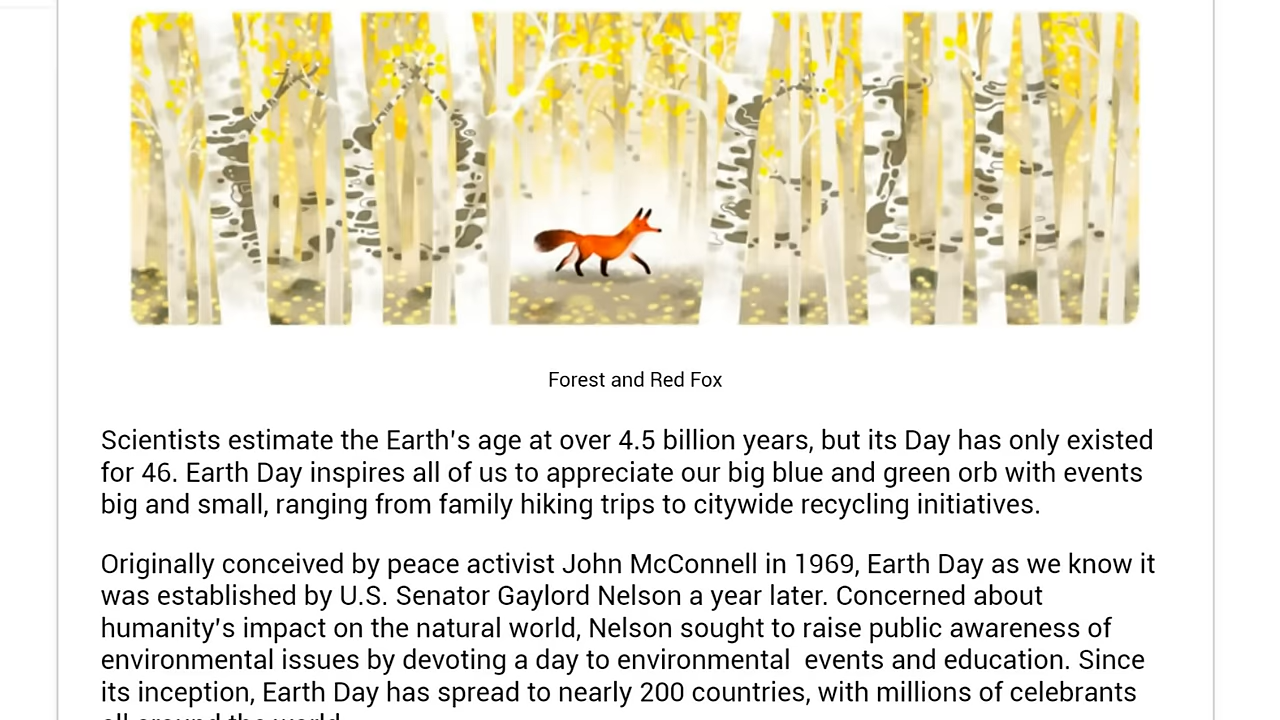 Forest and Red Fox
Scientists estimate the Earth's age at over 4.5 billion years, but its Day has only existed
for 46. Earth Day inspires all of us to appreciate our big blue and green orb with events
big and small, ranging from family hiking trips to citywide recycling initiatives.
Originally conceived by peace activist John McConnell in 1969, Earth Day as we know it
was established by U.S. Senator Gaylord Nelson a year later. Concerned about
humanity's impact on the natural world, Nelson sought to raise public awareness of
environmental issues by devoting a day to environmental  events and education. Since
its inception, Earth Day has spread to nearly 200 countries, with millions of celebrants
all around the world.